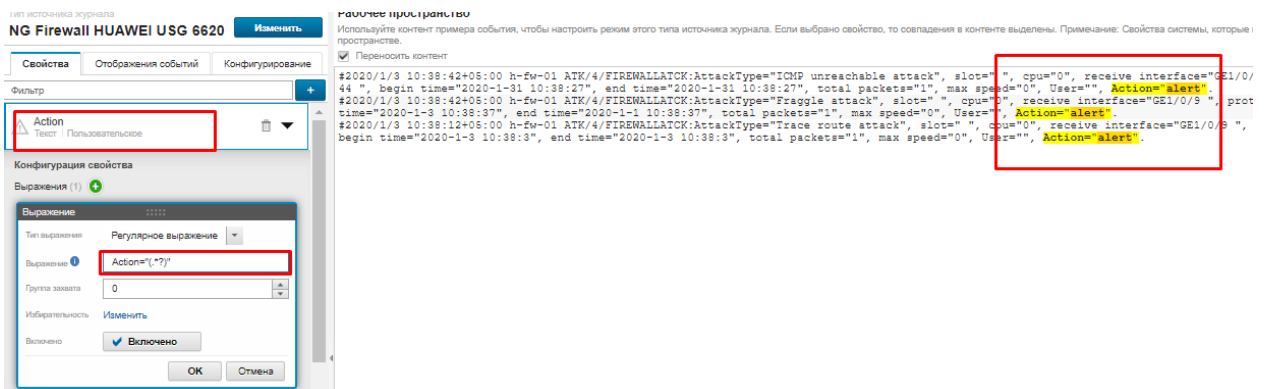 Тип источника журнала
NG Firewall HUAWEI USG 6620
Изменить
Свойства
Отображения событий
Конфигурирование
Фильтр
+
Action
Текст | Пользовательское
Конфигурация свойства
Выражения (1)
Выражение
Тип выражения
Регулярное выражение
Выражение
Action="(.*?)"
Группа захвата
0
Избирательность
Изменить
Включено
Включено
OK
Отмена
Рабочее пространство
Используйте контент примера события, чтобы настроить режим этого типа источника журнала. Если выбрано свойство, то совпадения в контенте выделены. Примечание: Свойства системы, которые
пространстве.
Переносить контент
#2020/1/3 10:38:42+05:00 h-fw-01 ATK/4/FIREWALLATCK:AttackType="ICMP unreachable attack", slot=" ", cpu="0", receive interface="GE1/0/
44 ", begin time="2020-1-31 10:38:27", end time="2020-1-31 10:38:27", total packets="1", max speed="0", User="", Action="alert".
#2020/1/3 10:38:42+05:00 h-fw-01 ATK/4/FIREWALLATCK:AttackType="Fraggle attack", slot=" ", cpu="0", receive interface="GE1/0/9 ", prot
time="2020-1-3 10:38:37", end time="2020-1-1 10:38:37", total packets="1", max speed="0", User="", Action="alert".
#2020/1/3 10:38:12+05:00 h-fw-01 ATK/4/FIREWALLATCK:AttackType="Trace route attack", slot=" ", cpu="0", receive interface="GE1/0/9 ",
begin time="2020-1-3 10:38:3", end time="2020-1-3 10:38:3", total packets="1", max speed="0", User="", Action="alert".